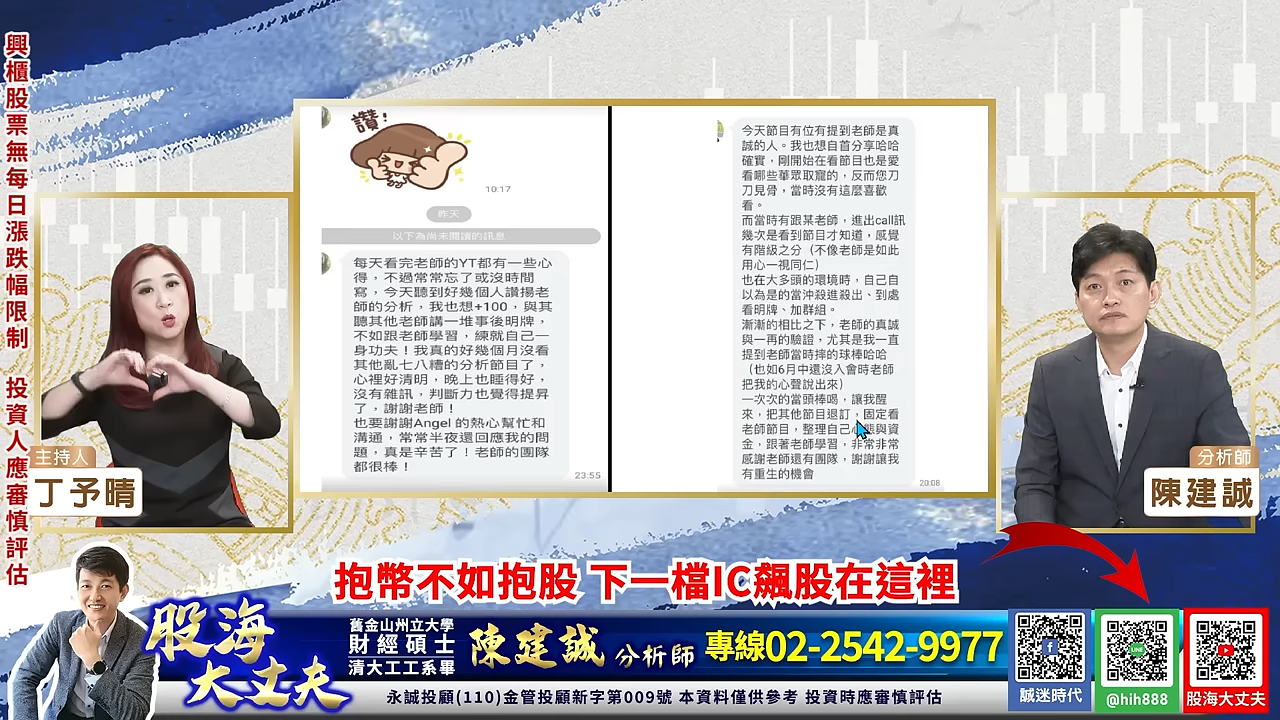 興櫃股票無每日漲跌幅限制 投資人應審慎評估
讚!
10:17
昨天
以下為尚未閱讀的訊息
每天看完老師的YT都有一些心
得，不過常常忘了或沒時間
寫，今天聽到好幾個人讚揚老
師的分析，我也想+100，與其
聽其他老師講一堆事後明牌，
不如跟老師學習，練就自己一
身功夫！我真的好幾個月沒看
其他亂七八糟的分析節目了，
心裡好清明，晚上也睡得好，
沒有雜訊，判斷力也覺得提昇
了，謝謝老師！
也要謝謝Angel 的熱心幫忙和
溝通，常常半夜還回應我的問
題，真是辛苦了！老師的團隊
都很棒！
23:55
今天節目有位有提到老師是真
誠的人。我也想自首分享哈哈
確實，剛開始在看節目也是愛
看哪些華眾取寵的，反而您刀
刀見骨，當時沒有這麼喜歡
看。
而當時有跟某老師，進出call訊
幾次是看到節目才知道，感覺
有階級之分（不像老師是如此
用心一視同仁）
也在大多頭的環境時，自己自
以為是的當沖殺進殺出、到處
看明牌、加群組。
漸漸的相比之下，老師的真誠
與一再的驗證，尤其是我一直
提到老師當時摔的球棒哈哈
（也如6月中還沒入會時老師
把我的心聲說出來）
一次次的當頭棒喝，讓我醒
來，把其他節目退訂，固定看
老師節目，整理自己心態與資
金，跟著老師學習，非常非常
感謝老師還有團隊，謝謝讓我
有重生的機會
20:08
主持人
丁予晴
分析師
陳建誠
抱幣不如抱股 下一檔IC飆股在這裡
股海
大丈夫
舊金山州立大學
財經碩士
清大工工系畢
陳建誠 分析師
專線02-2542-9977
永誠投顧(110)金管投顧新字第009號 本資料僅供參考 投資時應審慎評估
誠迷時代
LINE
@hih888
股海大丈夫